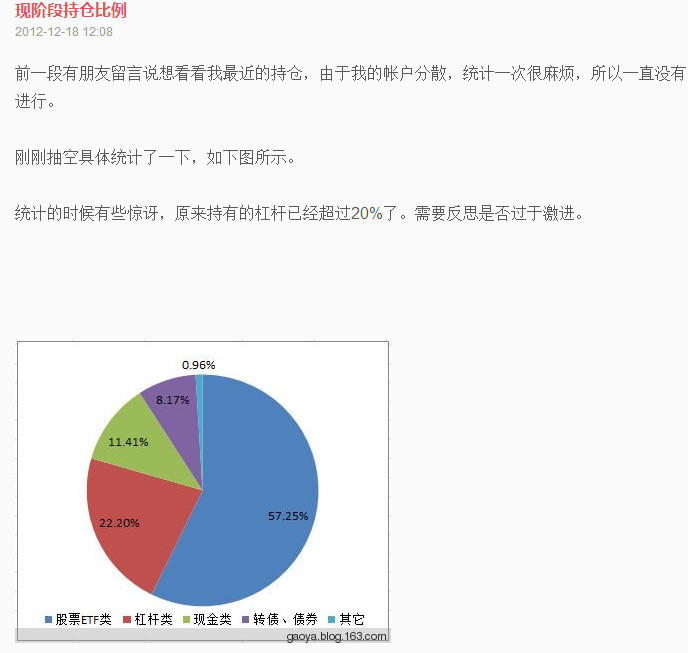 现阶段持仓比例
2012-12-18 12:08
前一段有朋友留言说想看看我最近的持仓，由于我的帐户分散，统计一次很麻烦，所以一直没有
进行。
刚刚抽空具体统计了一下，如下图所示。
统计的时候有些惊讶，原来持有的杠杆已经超过20%了。需要反思是否过于激进。
0.96%
8.17%
11.41%
22.20%
57.25%
股票ETF类 杠杆类 现金类 转债、债券 其它
gaoya.blog.163.com